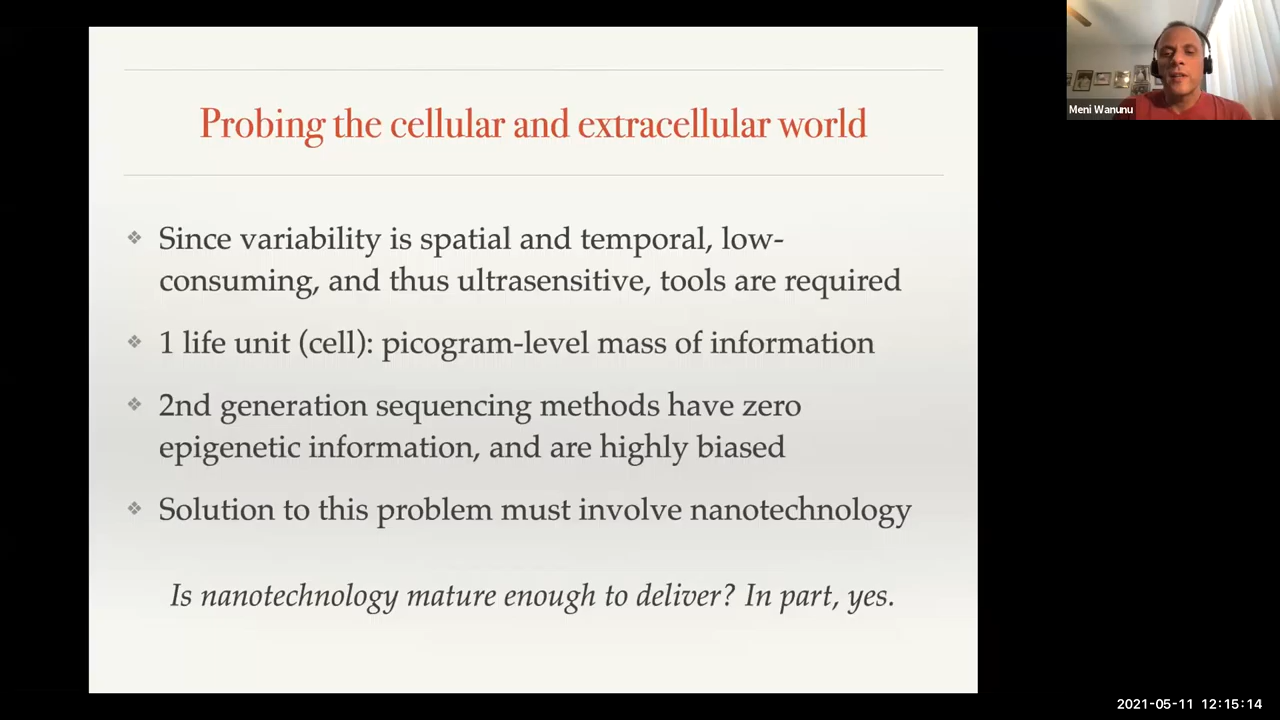 Probing the cellular and extracellular world
❖ Since variability is spatial and temporal, low-
consuming, and thus ultrasensitive, tools are required
❖ 1 life unit (cell): picogram-level mass of information
❖ 2nd generation sequencing methods have zero
epigenetic information, and are highly biased
❖ Solution to this problem must involve nanotechnology
Is nanotechnology mature enough to deliver? In part, yes.
Meni Wanunu
2021-05-11 12:15:14